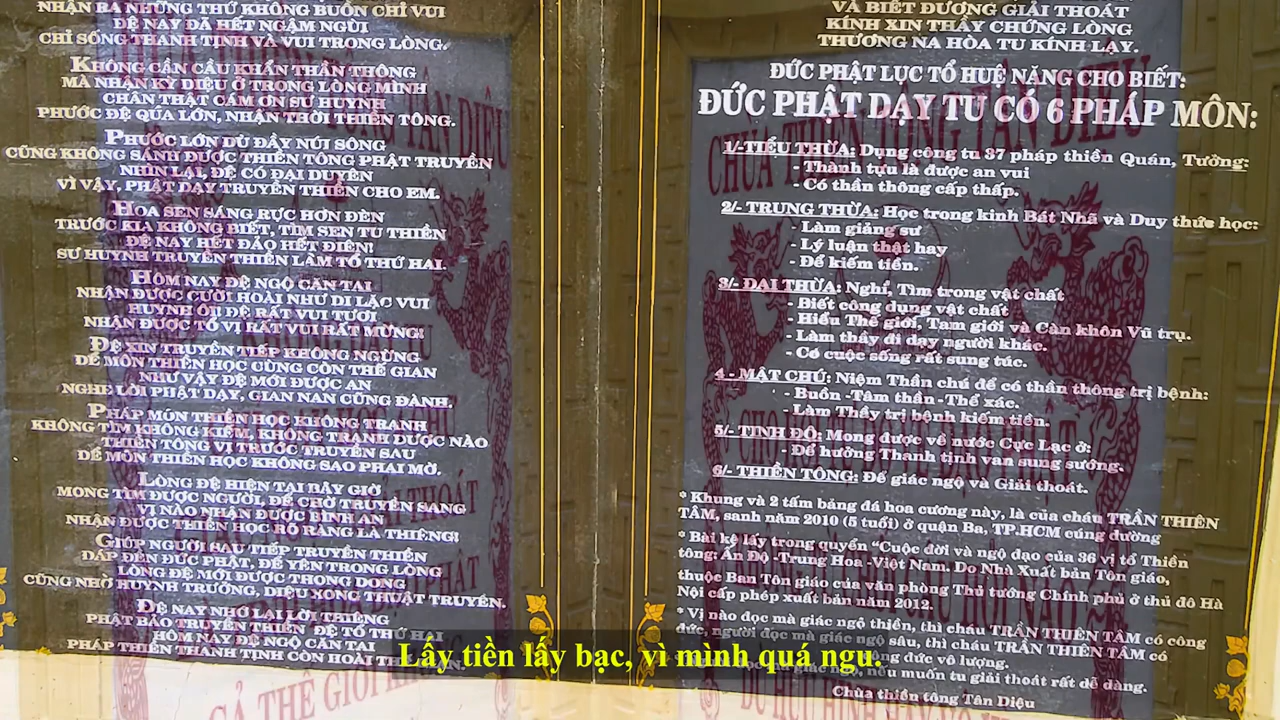 NHẬN BA NHỮNG THỨ KHÔNG BUỒN CHỈ VUI
ĐỆ NAY ĐÃ HẾT NGẬM NGÙI
CHỈ SỐNG THANH TỊNH VÀ VUI TRONG LÒNG.
KHÔNG CẦN CẦU KHẨN THẦN THÔNG
MÀ NHẬN KỲ DIỆU Ở TRONG LÒNG MÌNH
CHÂN THẬT CÁM ƠN SƯ HUYNH
PHƯỚC ĐỆ QÚA LỚN, NHẬN THỜI THIỀN TÔNG.
PHƯỚC LỚN DÙ ĐẦY NÚI SÔNG
CŨNG KHÔNG SÁNH ĐƯỢC THIỀN TÔNG PHẬT TRUYỀN
NHÌN LẠI, ĐỆ CÓ ĐẠI DUYÊN
VÌ VẬY, PHẬT DẠY TRUYỀN THIỀN CHO EM.
HOA SEN SÁNG RỰC HƠN ĐÈN
TRƯỚC KIA KHÔNG BIẾT, TÌM SEN TU THIỀN
ĐỆ NAY HẾT ĐẢO HẾT ĐIÊN!
SƯ HUYNH TRUYỀN THIỀN LÀM TỔ THỨ HAI.
HÔM NAY ĐỆ NGỘ CĂN TAI
NHẬN ĐƯỢC CƯỜI HOÀI NHƯ DI LẶC VUI
HUYNH ÔI! ĐỆ RẤT VUI TƯƠI
NHẬN ĐƯỢC TỔ VỊ RẤT VUI RẤT MỪNG!
ĐỆ XIN TRUYỀN TIẾP KHÔNG NGỪNG
ĐỂ MÔN THIỀN HỌC CÙNG CÒN THẾ GIAN
NHƯ VẬY ĐỆ MỚI ĐƯỢC AN
NGHE LỜI PHẬT DẠY, GIAN NAN CŨNG ĐÀNH.
PHÁP MÔN THIỀN HỌC KHÔNG TRANH
KHÔNG TÌM KHÔNG KIẾM, KHÔNG TRANH ĐƯỢC NÀO
THIỀN TÔNG VỊ TRƯỚC TRUYỀN SAU
ĐỂ MÔN THIỀN HỌC KHÔNG SAO PHAI MỜ.
LÒNG ĐỆ HIỆN TẠI BÂY GIỜ
MONG TÌM ĐƯỢC NGƯỜI, ĐỂ CHỜ TRUYỀN SANG
VỊ NÀO NHẬN ĐƯỢC BÌNH AN
NHẬN ĐƯỢC THIỀN HỌC RÕ RÀNG LÀ THIÊNG!
GIÚP NGƯỜI SAU TIẾP TRUYỀN THIỀN
ĐÁP ĐỀN ĐỨC PHẬT, ĐỂ YÊN TRONG LÒNG
LÒNG ĐỆ MỚI ĐƯỢC THONG DONG
CŨNG NHỜ HUYNH TRƯỞNG, DIỆU XONG THUẬT TRUYỀN.
ĐỆ NAY NHỚ LẠI LỜI THIÊNG
PHẬT BẢO TRUYỀN THIỀN ĐỆ TỔ THỨ HAI
HÔM NAY ĐỆ NGỘ CĂN TAI
PHÁP THIỀN THANH TỊNH CÒN HOÀI
VÀ BIẾT ĐƯỢNG GIẢI THOÁT
KÍNH XIN THẦY CHỨNG LÒNG
THƯƠNG NA HÒA TU KÍNH LẠY.
ĐỨC PHẬT LỤC TỔ HUỆ NĂNG CHO BIẾT:
ĐỨC PHẬT DẠY TU CÓ 6 PHÁP MÔN:
1/- TIỂU THỪA: Dụng công tu 37 pháp thiền Quán, Tưởng:
- Thành tựu là được an vui
- Có thần thông cấp thấp.
2/- TRUNG THỪA: Học trong kinh Bát Nhã và Duy thức học:
- Làm giảng sư
- Lý luận thật hay
- Để kiếm tiền.
3/- ĐẠI THỪA: Nghĩ, Tìm trong vật chất
- Biết công dụng vật chất
- Hiểu Thế giới, Tam giới và Càn khôn Vũ trụ.
- Làm thầy đi dạy người khác.
- Có cuộc sống rất sung túc.
4 - MẬT CHÚ: Niệm Thần chú để có thần thông trị bệnh:
- Buồn -Tâm thần -Thể xác.
- Làm Thầy trị bệnh kiếm tiền.
5/- TỊNH ĐỘ: Mong được về nước Cực Lạc ở:
- Để hưởng Thanh tịnh vạn sung sướng.
6/- THIỀN TÔNG: Để giác ngộ và Giải thoát.
* Khung và 2 tấm bảng đá hoa cương này, là của cháu TRẦN THIÊN
TÂM, sanh năm 2010 (5 tuổi) ở quận Ba, TP.HCM cúng dường
* Bài kệ lấy trong quyển “Cuộc đời và ngộ đạo của 36 vị tổ Thiền
tông: Ấn Độ -Trung Hoa -Việt Nam. Do Nhà Xuất bản Tôn giáo,
thuộc Ban Tôn giáo của văn phòng Thủ tướng Chính phủ ở thủ đô Hà
Nội cấp phép xuất bản năm 2012.
* Vị nào đọc mà giác ngộ thiền, thì cháu TRẦN THIÊN TÂM có công
đức, người đọc mà giác ngộ sâu, thì cháu TRẦN THIÊN TÂM có
công đức vô lượng.
nếu muốn tu giải thoát rất dễ dàng.
Chùa thiền tông Tân Diệu
CHÙA THIỀN TÔNG TÂN DIỆU
Lấy tiền lấy bạc, vì mình quá ngu.